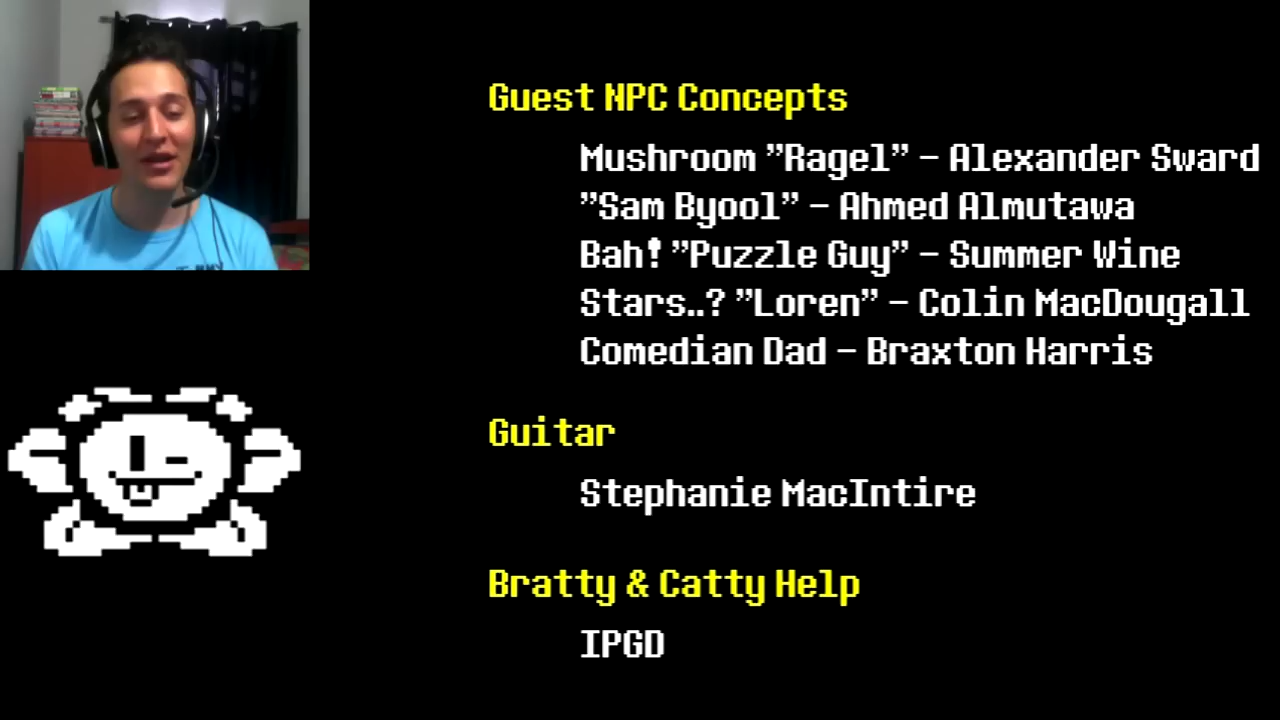 Guest NPC Concepts
Mushroom "Ragel" - Alexander Sward
"Sam Byool" - Ahmed Almutawa
Bah! "Puzzle Guy" - Summer Wine
Stars..? "Loren" - Colin MacDougall
Comedian Dad - Braxton Harris
Guitar
Stephanie MacIntire
Bratty & Catty Help
IPGD